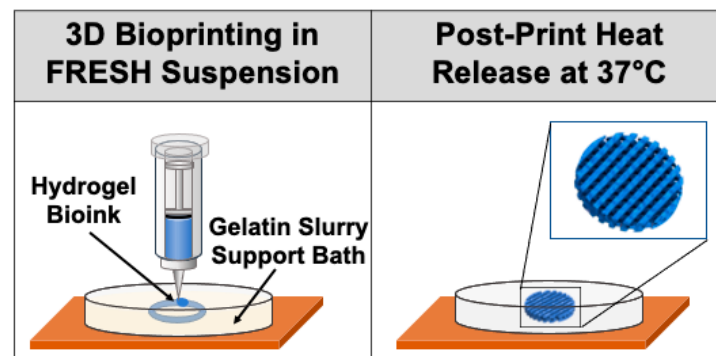 3D Bioprinting in
FRESH Suspension
Post-Print Heat
Release at 37°C
Hydrogel
Bioink
Gelatin Slurry
Support Bath